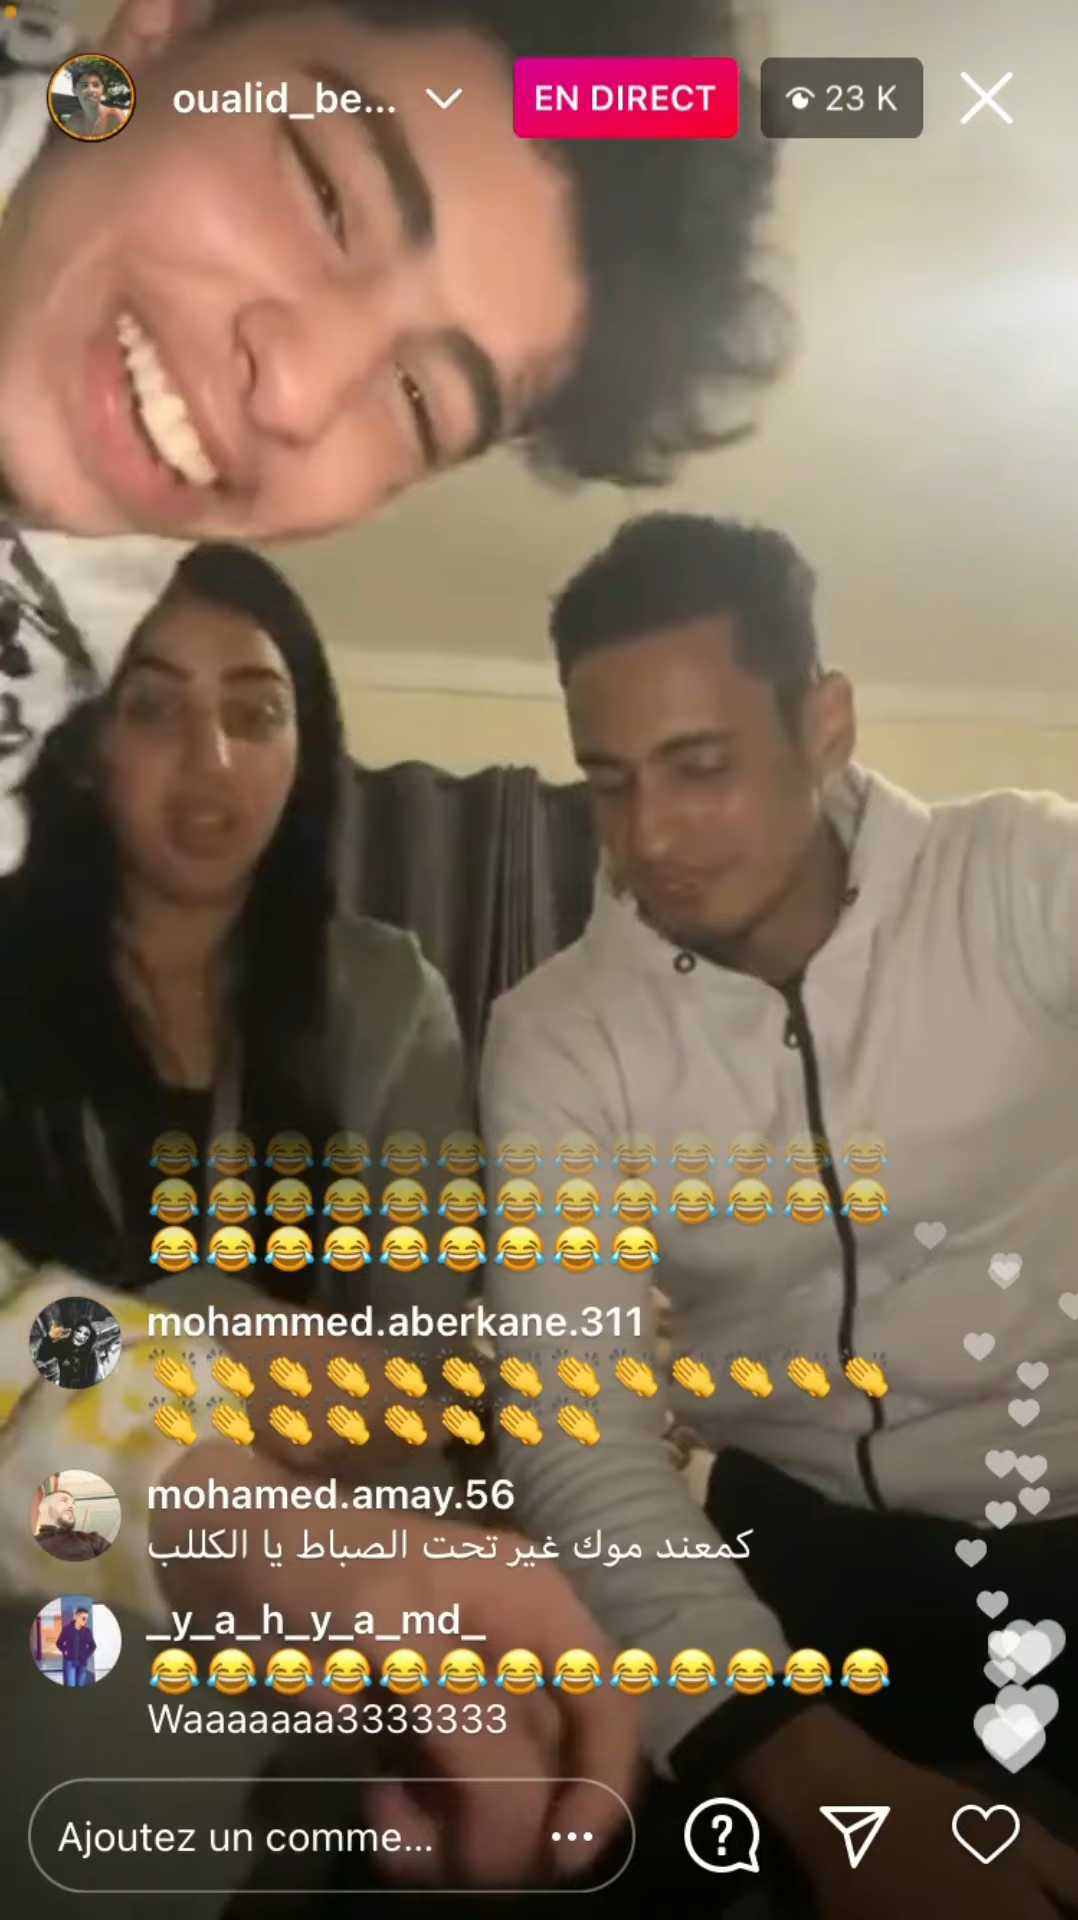 oualid_be...
EN DIRECT
23 K
😂😂😂😂😂😂😂😂😂😂😂😂😂
😂😂😂😂😂😂😂😂😂😂😂😂😂
😂😂😂😂😂😂😂😂😂
mohammed.aberkane.311
👏👏👏👏👏👏👏👏👏👏👏👏👏
👏👏👏👏👏👏👏👏
mohamed.amay.56
كمعند موك غير تحت الصباط يا الكللب
_y_a_h_y_a_md_
😂😂😂😂😂😂😂😂😂😂😂😂😂
Waaaaaaa3333333
Ajoutez un comme...